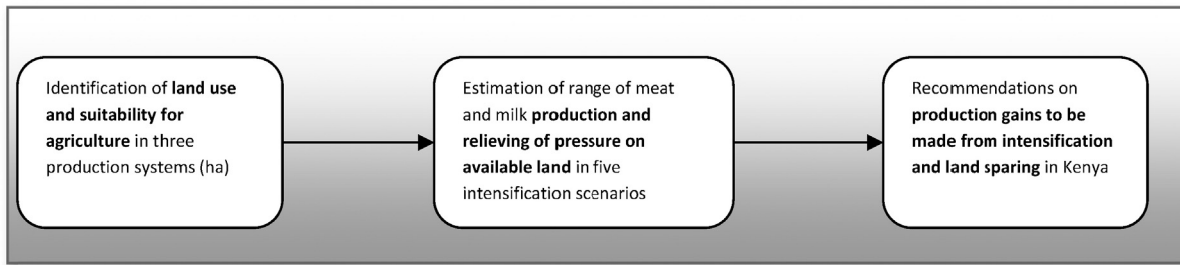 Identification of land use
and suitability for
agriculture in three
production systems (ha)
Estimation of range of meat
and milk production and
relieving of pressure on
available land in five
intensification scenarios
Recommendations on
production gains to be
made from intensification
and land sparing in Kenya